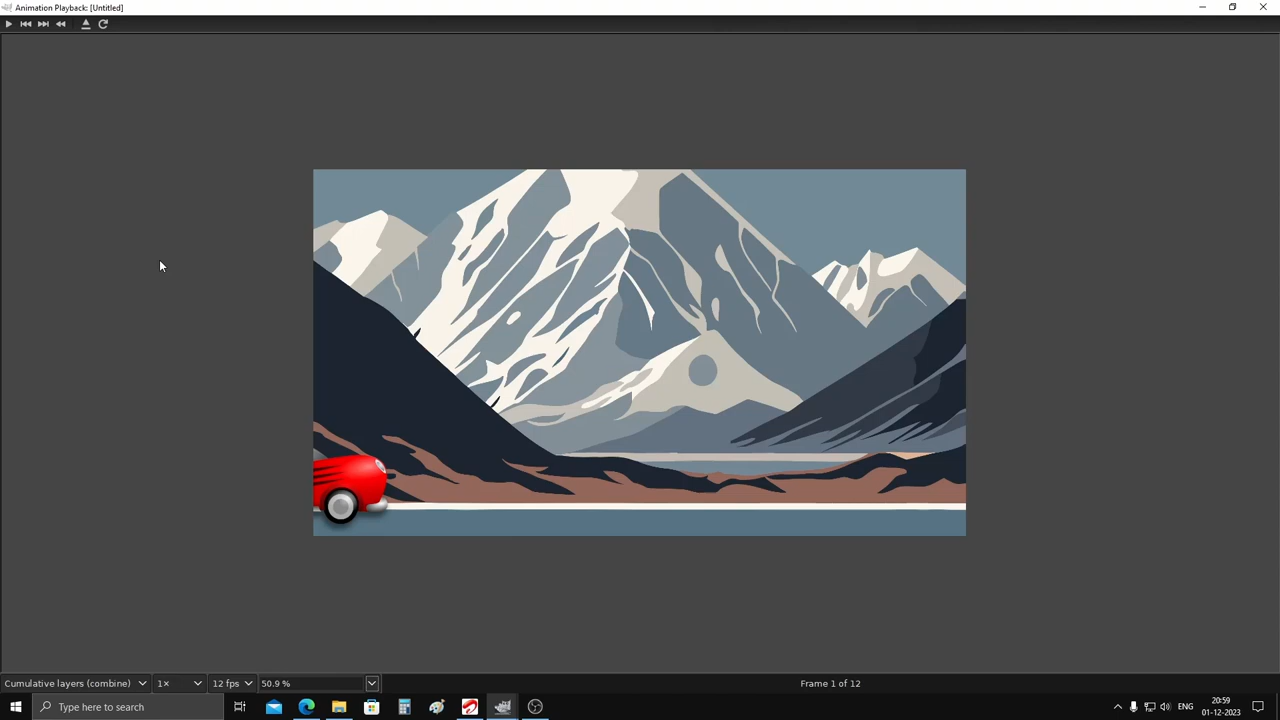 Animation Playback: [Untitled]
Cumulative layers (combine) 1× 12 fps 50.9 % Frame 1 of 12
Type here to search ENG 20:59
01-12-2023